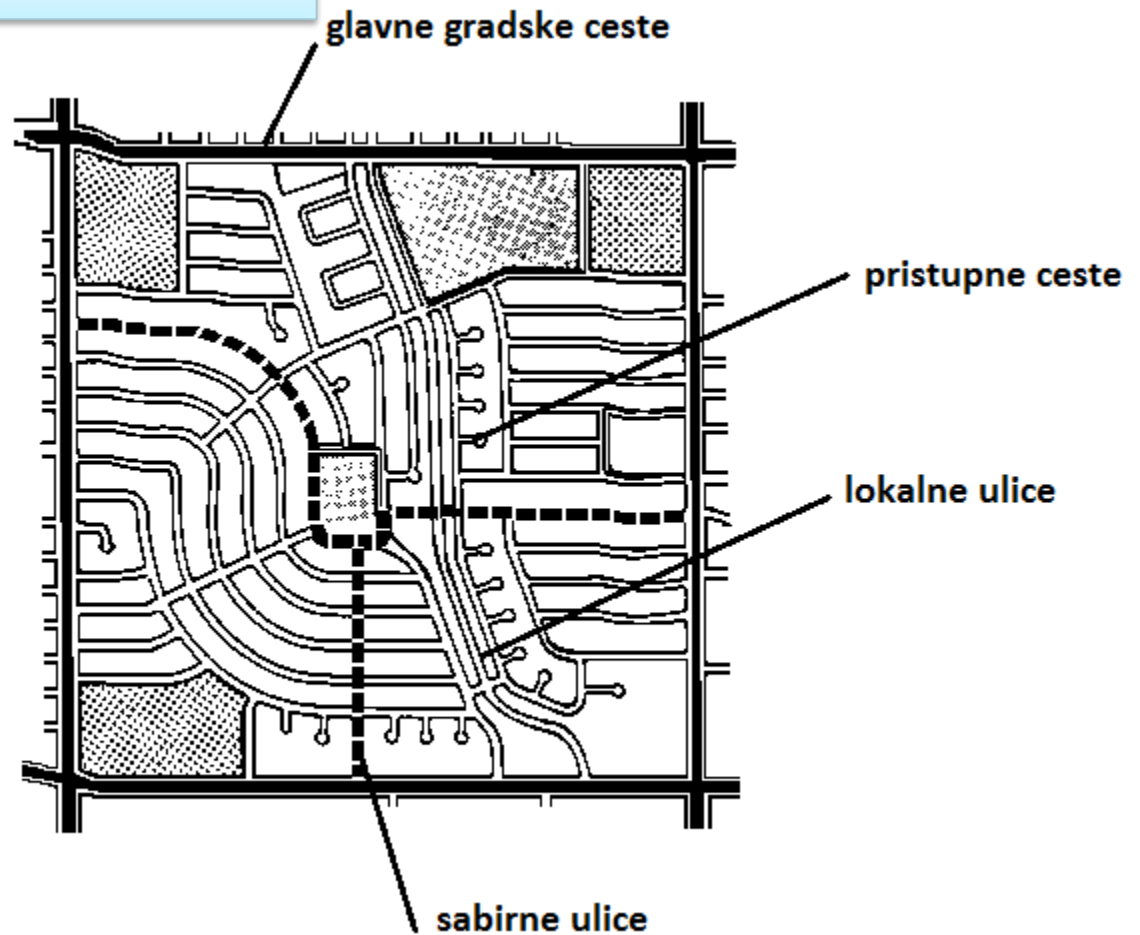 glavne gradske ceste
pristupne ceste
lokalne ulice
sabirne ulice